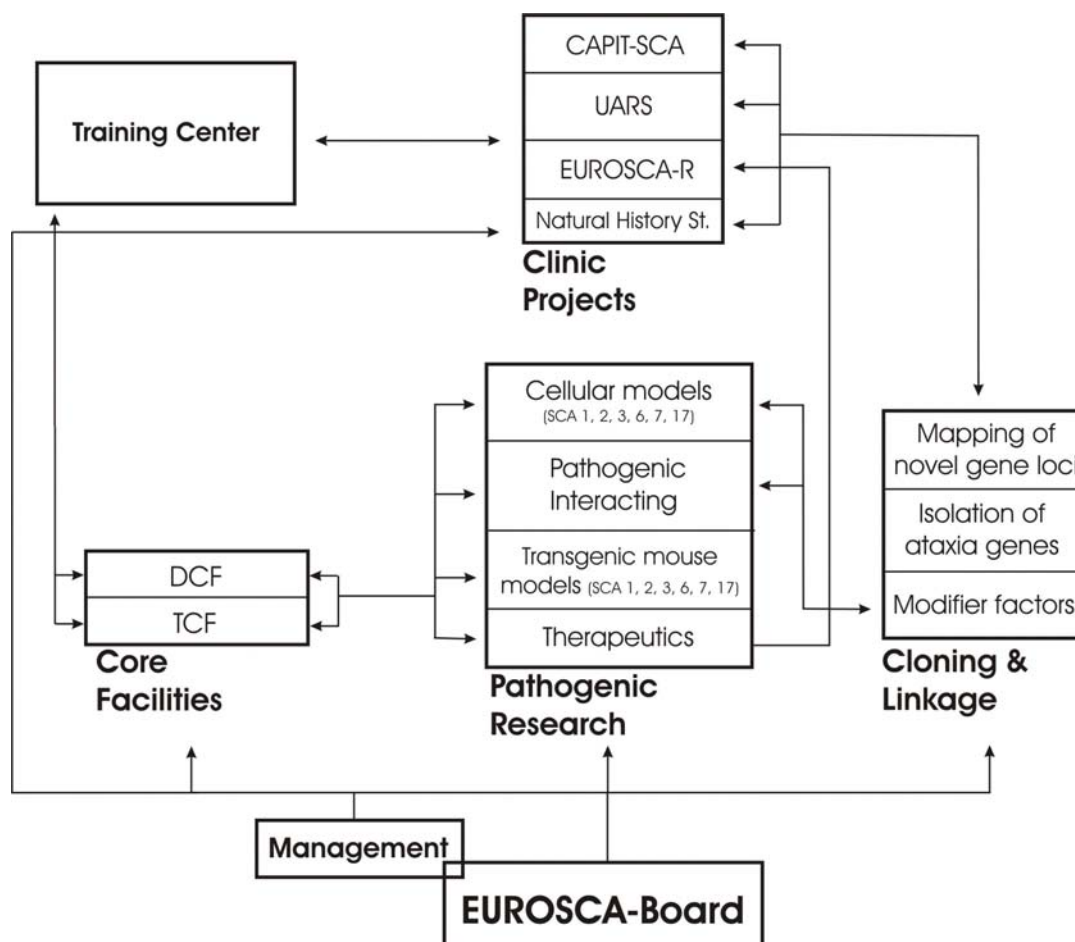 CAPIT-SCA
UARS
EUROSCA-R
Natural History St.
Clinic
Projects
Training Center
Cellular models
(SCA 1, 2, 3, 6, 7, 17)
Pathogenic
Interacting
Transgenic mouse
models (SCA 1, 2, 3, 6, 7, 17)
Therapeutics
Pathogenic
Research
Mapping of
novel gene loci
Isolation of
ataxia genes
Modifier factors
Cloning &
Linkage
DCF
TCF
Core
Facilities
Management
EUROSCA-Board